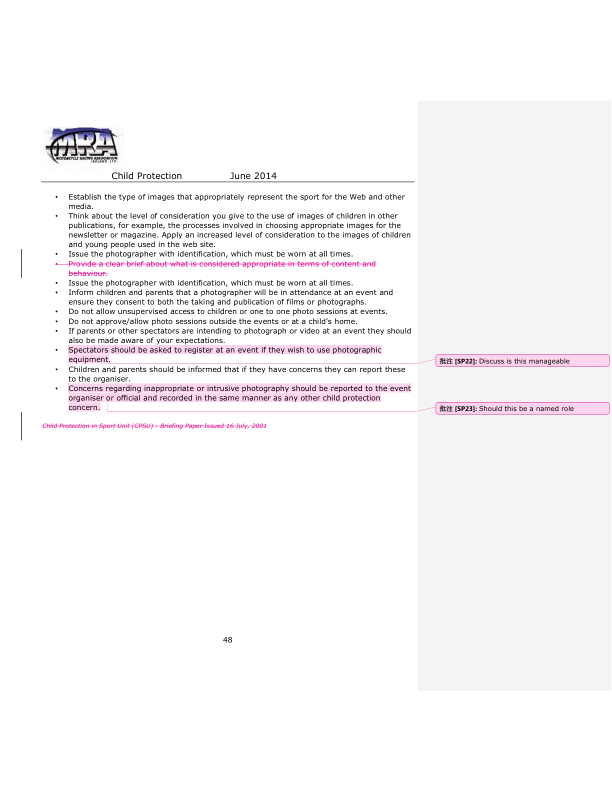 MRA
MOTORCYCLE RACING ASSOCIATION
IRELAND LTD.
Child Protection June 2014
• Establish the type of images that appropriately represent the sport for the Web and other
media.
• Think about the level of consideration you give to the use of images of children in other
publications, for example, the processes involved in choosing appropriate images for the
newsletter or magazine. Apply an increased level of consideration to the images of children
and young people used in the web site.
• Issue the photographer with identification, which must be worn at all times.
• Provide a clear brief about what is considered appropriate in terms of content and
behaviour.
• Issue the photographer with identification, which must be worn at all times.
• Inform children and parents that a photographer will be in attendance at an event and
ensure they consent to both the taking and publication of films or photographs.
• Do not allow unsupervised access to children or one to one photo sessions at events.
• Do not approve/allow photo sessions outside the events or at a child's home.
• If parents or other spectators are intending to photograph or video at an event they should
also be made aware of your expectations.
• Spectators should be asked to register at an event if they wish to use photographic
equipment.
批注 [SP22]: Discuss is this manageable
• Children and parents should be informed that if they have concerns they can report these
to the organiser.
• Concerns regarding inappropriate or intrusive photography should be reported to the event
organiser or official and recorded in the same manner as any other child protection
concern.
批注 [SP23]: Should this be a named role
Child Protection in Sport Unit (CPSU) – Briefing Paper Issued 16 July, 2001
48